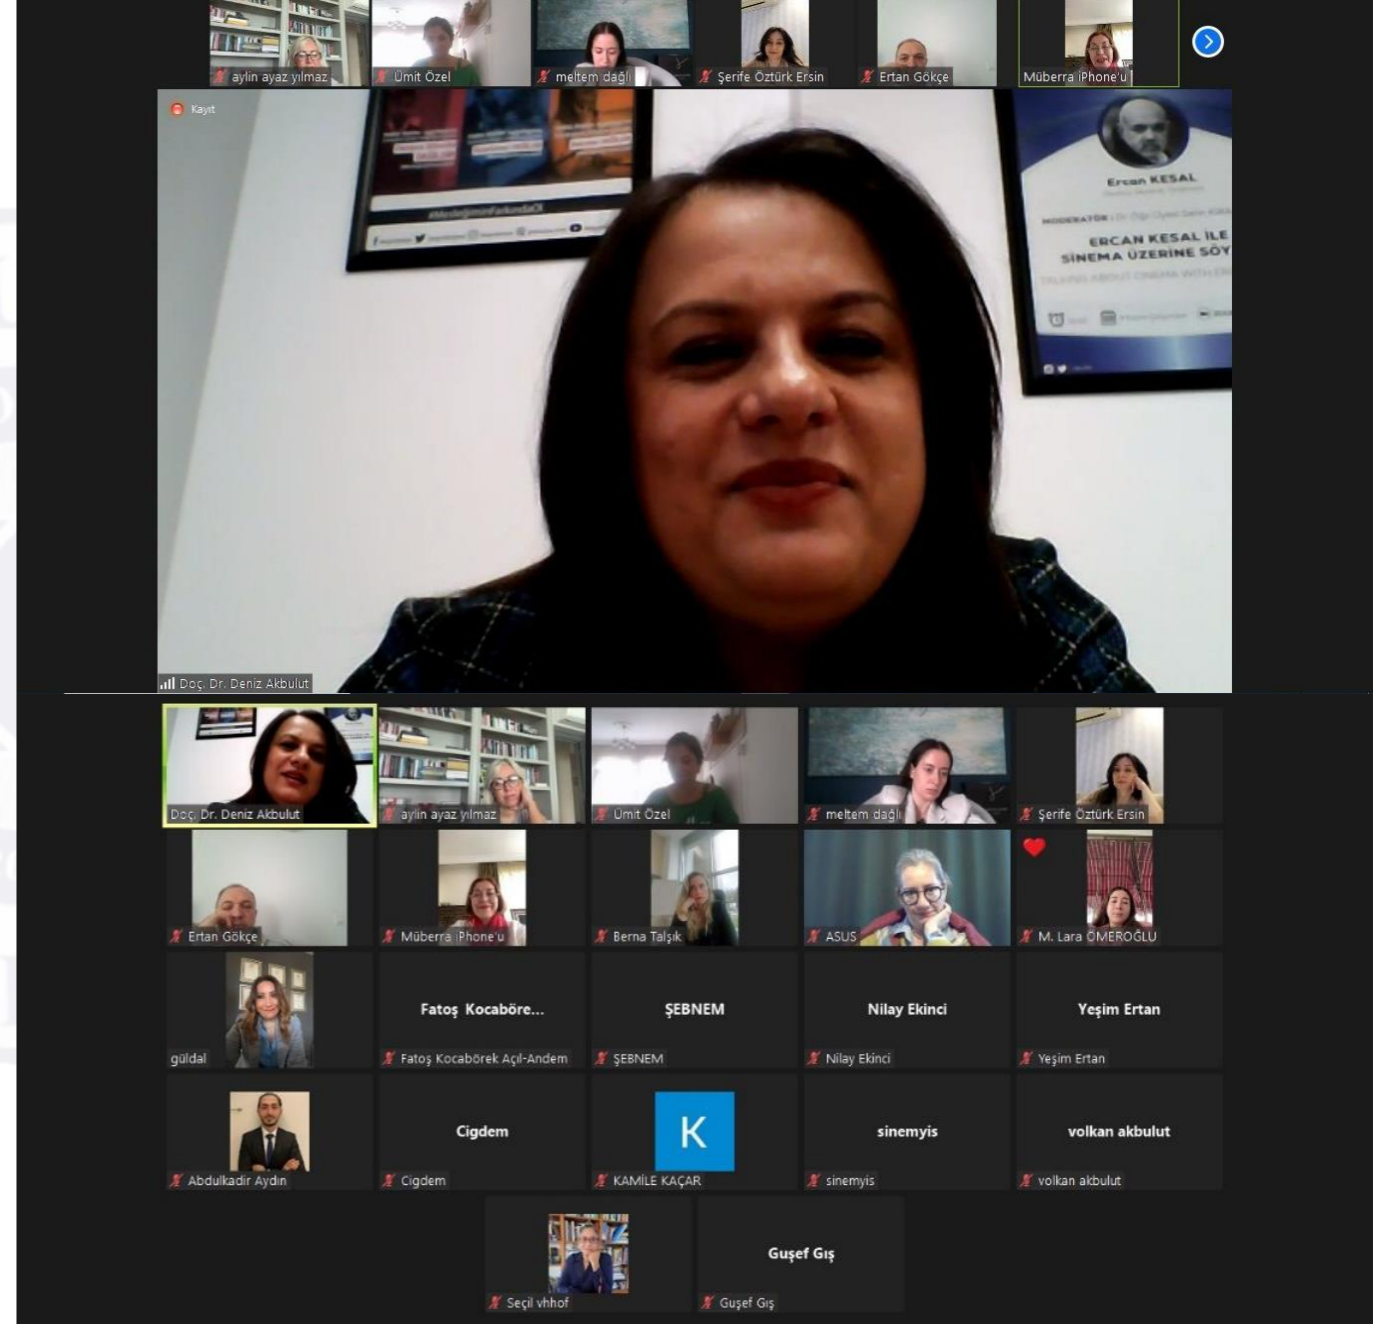 aylin ayaz yılmaz
Ümit Özel
meltem dağlı
Şerife Öztürk Ersin
Ertan Gökçe
Müberra iPhone'u
Kayıt
Ercan KESAL
MODERATÖR
ERCAN KESAL İLE
SİNEMA ÜZERİNE SÖY
Doç. Dr. Deniz Akbulut
Doç. Dr. Deniz Akbulut
aylin ayaz yılmaz
Ümit Özel
meltem dağlı
Şerife Öztürk Ersin
Ertan Gökçe
Müberra iPhone'u
Berna Talşık
ASUS
M. Lara ÖMEROĞLU
güldal
Fatoş Kocaböre...
Fatoş Kocabörek Açıl-Andem
ŞEBNEM
ŞEBNEM
Nilay Ekinci
Nilay Ekinci
Yeşim Ertan
Yeşim Ertan
Abdulkadir Aydın
Cigdem
Cigdem
K
KAMİLE KAÇAR
sinemyis
sinemyis
volkan akbulut
volkan akbulut
Seçil vhhof
Guşef Gış
Guşef Gış